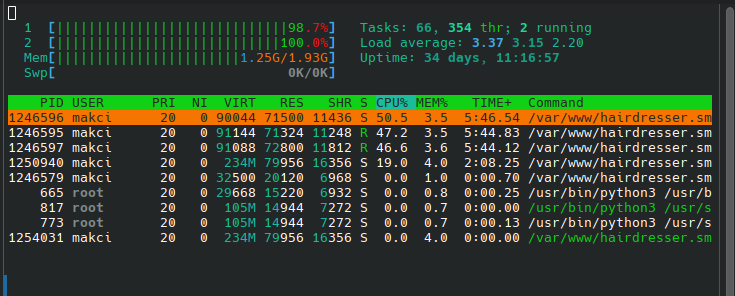 1 [||||||||||||||||||||||||||||||98.7%] Tasks: 66, 354 thr; 2 running
2 [|||||||||||||||||||||||||||||100.0%] Load average: 3.37 3.15 2.20
Mem[|||||||||||||||||||||||1.25G/1.93G] Uptime: 34 days, 11:16:57
Swp[ 0K/0K]
PID USER PRI NI VIRT RES SHR S CPU% MEM% TIME+ Command
1246596 makci 20 0 90044 71500 11436 S 50.5 3.5 5:46.54 /var/www/hairdresser.sm
1246595 makci 20 0 91144 71324 11248 R 47.2 3.5 5:44.83 /var/www/hairdresser.sm
1246597 makci 20 0 91088 72800 11812 R 46.6 3.6 5:44.12 /var/www/hairdresser.sm
1250940 makci 20 0 234M 79956 16356 S 19.0 4.0 2:08.25 /var/www/hairdresser.sm
1246579 makci 20 0 32500 20120 6968 S 0.0 1.0 0:00.70 /var/www/hairdresser.sm
665 root 20 0 29668 15220 6932 S 0.0 0.8 0:00.25 /usr/bin/python3 /usr/b
817 root 20 0 105M 14944 7272 S 0.0 0.7 0:00.00 /usr/bin/python3 /usr/s
773 root 20 0 105M 14944 7272 S 0.0 0.7 0:00.13 /usr/bin/python3 /usr/s
1254031 makci 20 0 234M 79956 16356 S 0.0 4.0 0:00.00 /var/www/hairdresser.sm